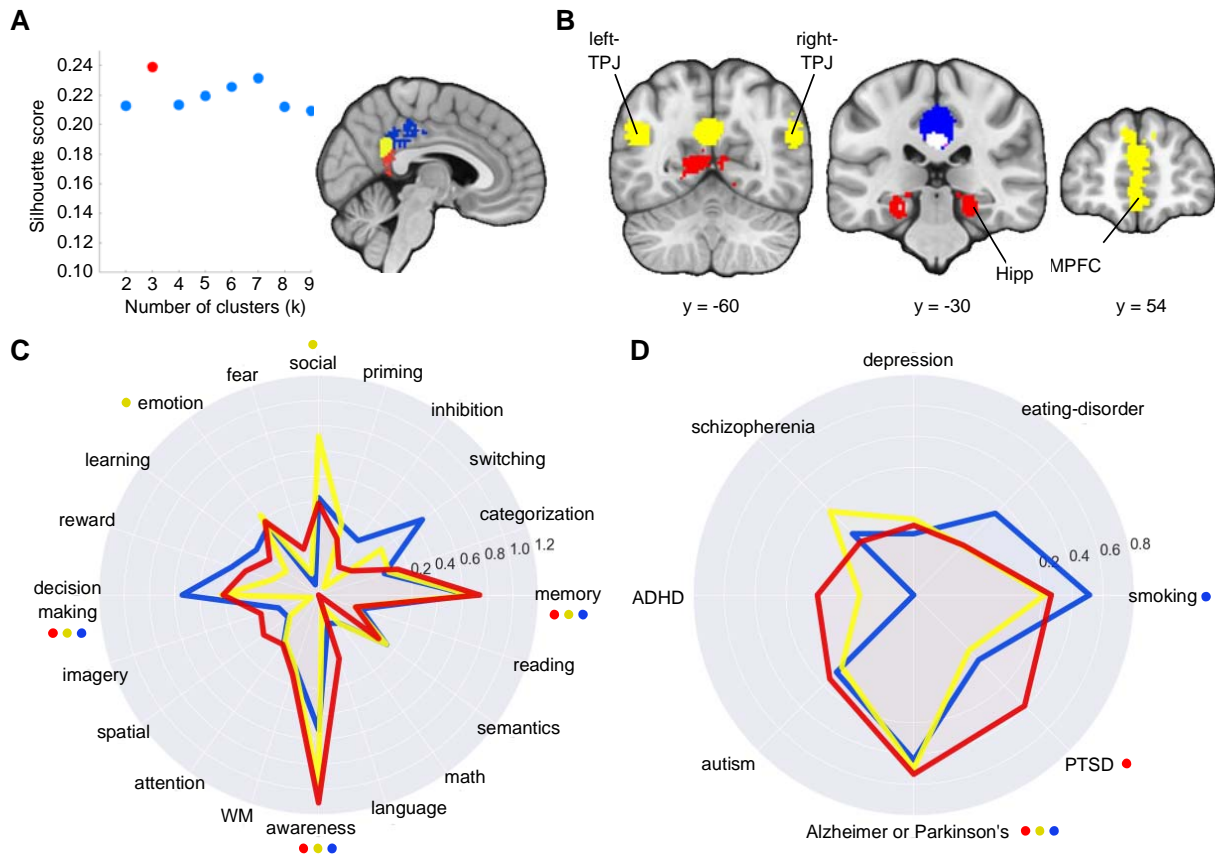 A
B
left-
TPJ
right-
TPJ
0.24
0.22
0.20
0.18
0.16
0.14
0.12
0.10
Silhouette score
2 3 4 5 6 7 8 9
Number of clusters (k)
Hipp
MPFC
y = -60
y = -30
y = 54
C
social
fear
priming
emotion
inhibition
learning
switching
reward
categorization
0.2 0.4 0.6 0.8 1.0 1.2
decision
making
memory
imagery
reading
spatial
semantics
attention
math
WM
language
awareness
D
depression
schizopherenia
eating-disorder
0.2 0.4 0.6 0.8
ADHD
smoking
autism
PTSD
Alzheimer or Parkinson's